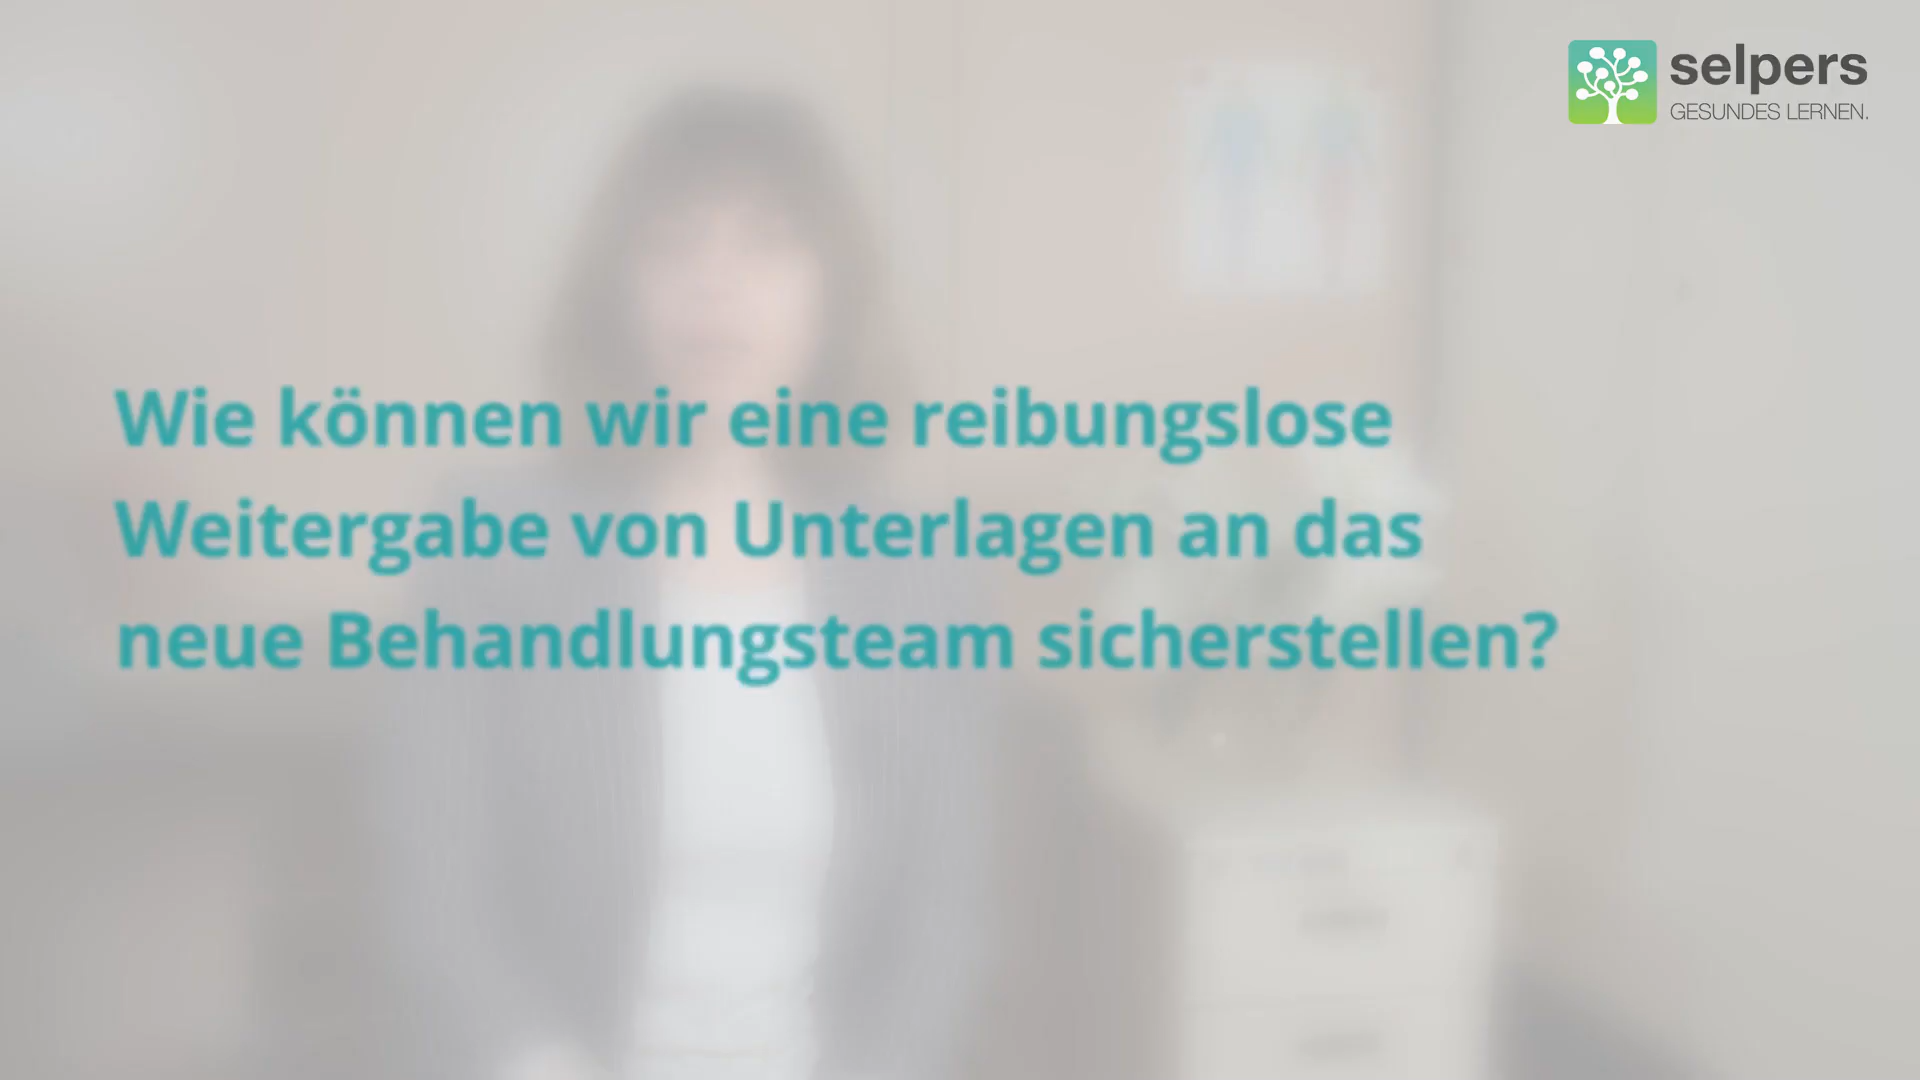 selpers
GESUNDES LERNEN.
Wie können wir eine reibungslose
Weitergabe von Unterlagen an das
neue Behandlungsteam sicherstellen?